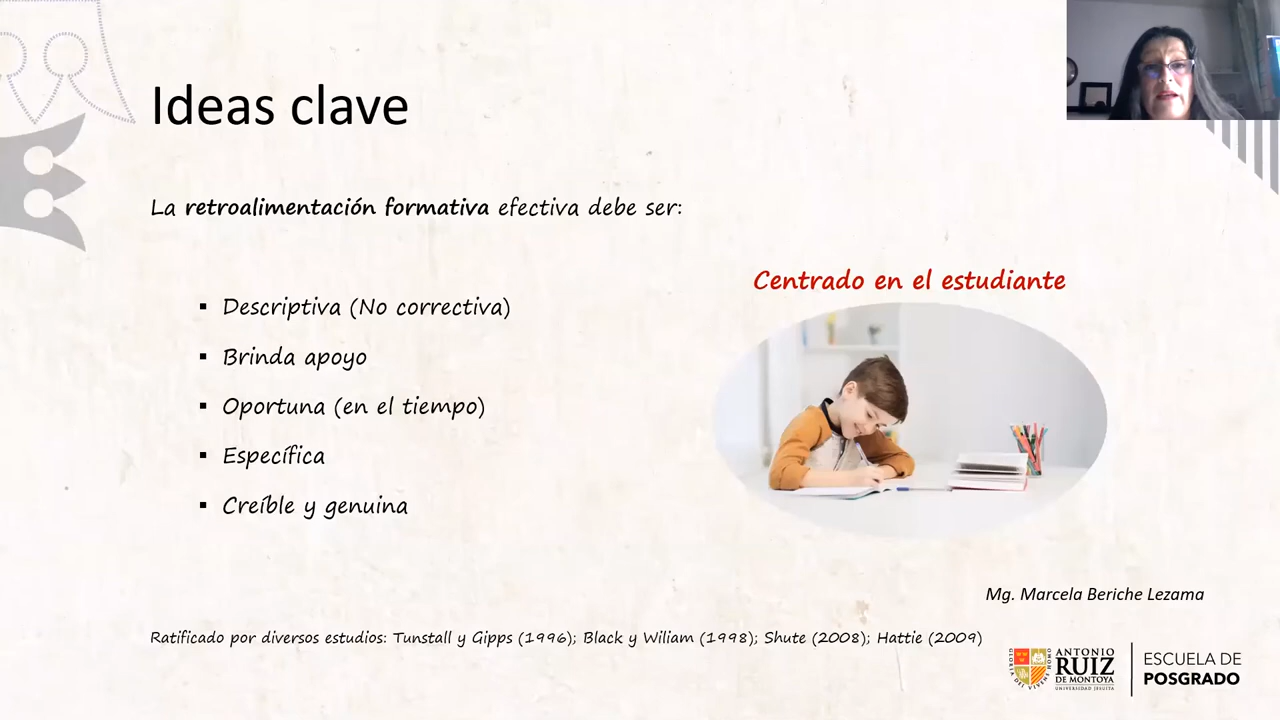 Ideas clave
La retroalimentación formativa efectiva debe ser:
Centrado en el estudiante
▪ Descriptiva (No correctiva)
▪ Brinda apoyo
▪ Oportuna (en el tiempo)
▪ Específica
▪ Creíble y genuina
Mg. Marcela Beriche Lezama
Ratificado por diversos estudios: Tunstall y Gipps (1996); Black y Wiliam (1998); Shute (2008); Hattie (2009)
ANTONIO
RUIZ
DE MONTOYA
UNIVERSIDAD JESUITA
ESCUELA DE
POSGRADO